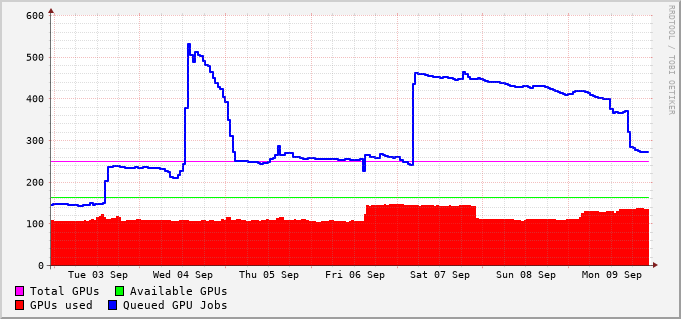 RRDTOOL / TOBI OETIKER
600
500
400
300
200
100
0
Tue 03 Sep Wed 04 Sep Thu 05 Sep Fri 06 Sep Sat 07 Sep Sun 08 Sep Mon 09 Sep
Total GPUs Available GPUs
GPUs used Queued GPU Jobs